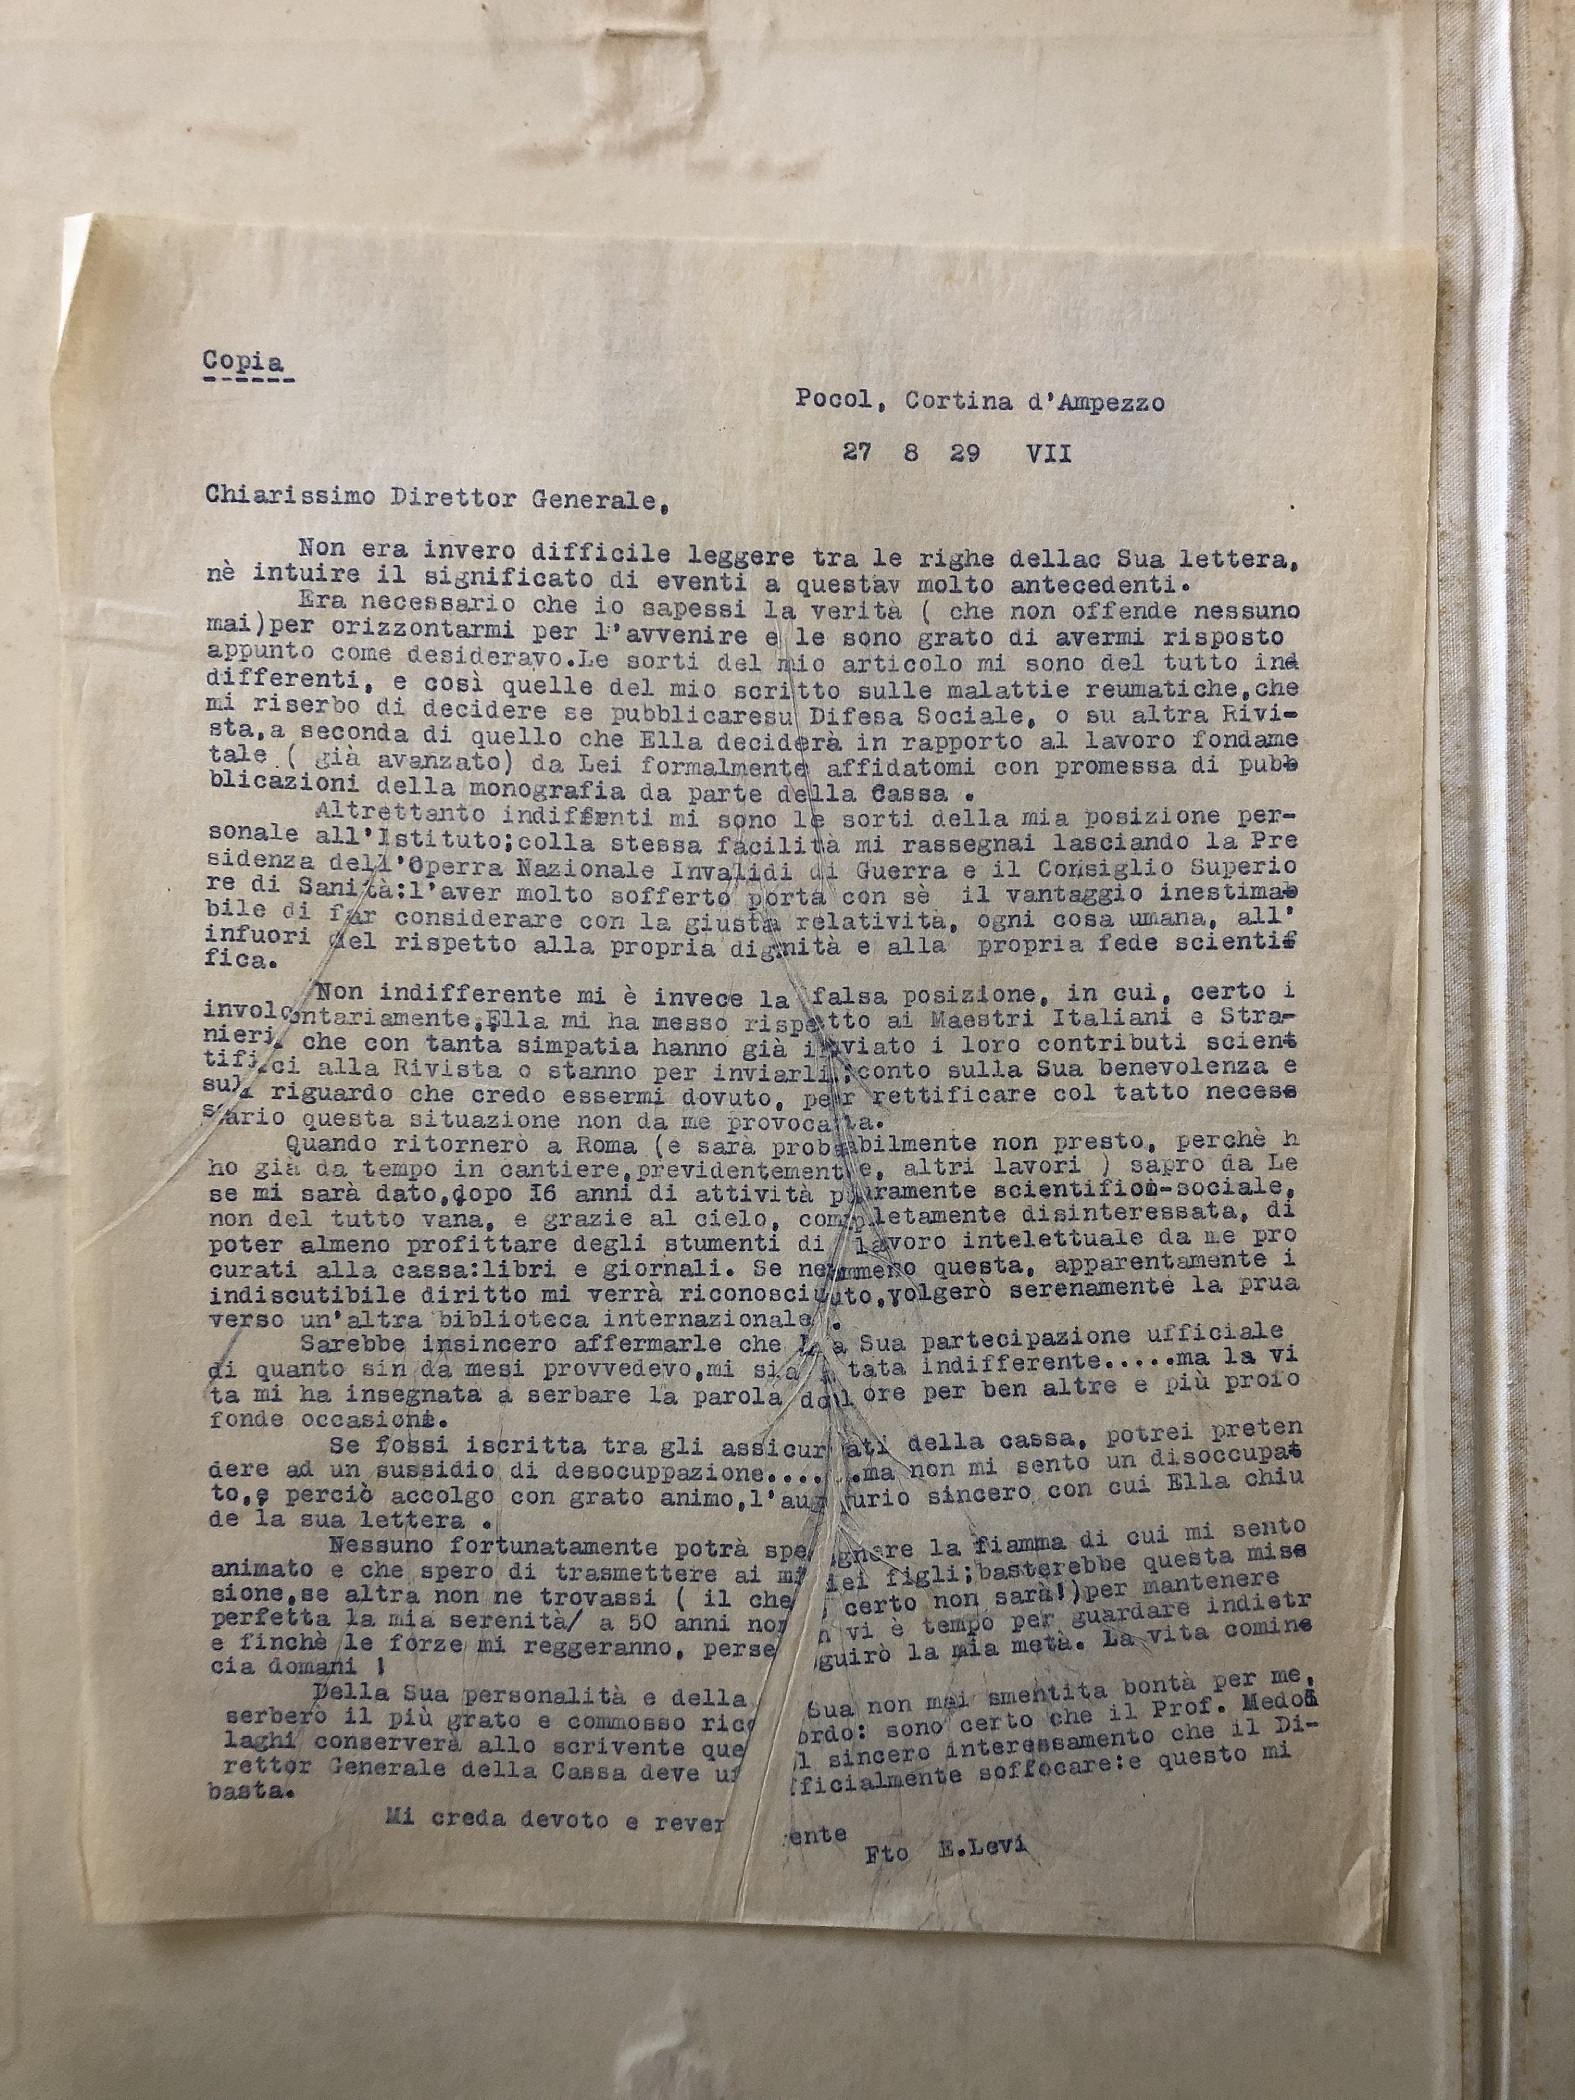 Copia
Pocol, Cortina d'Ampezzo
27 8 29 VII
Chiarissimo Direttor Generale,
Non era invero difficile leggere tra le righe dellac Sua lettera,
nè intuire il significato di eventi a questav molto antecedenti.
Era necessario che io sapessi la verità ( che non offende nessuno
mai)per orizzontarmi per l'avvenire e le sono grato di avermi risposto
appunto come desideravo.Le sorti del mio articolo mi sono del tutto ind
differenti, e così quelle del mio scritto sulle malattie reumatiche,che
mi riserbo di decidere se pubblicaresu Difesa Sociale, o su altra Rivi-
sta,a seconda di quello che Ella deciderà in rapporto al lavoro fondame
tale ( già avanzato) da Lei formalmente affidatomi con promessa di pubb
blicazioni della monografia da parte della Cassa .
Altrettanto indiffrnti mi sono le sorti della mia posizione per-
sonale all'Istituto;colla stessa facilità mi rassegnai lasciando la Pre
sidenza dell'Operra Nazionale Invalidi di Guerra e il Consiglio Superio
re di Sanità:l'aver molto sofferto porta con sè il vantaggio inestimab
bile di far considerare con la giusta relatività, ogni cosa umana, all'
infuori del rispetto alla propria dignità e alla propria fede scientif
fica.
Non indifferente mi è invece la falsa posizione, in cui, certo i
involontariamente,Ella mi ha messo rispetto ai Maestri Italiani e Stra-
nieri, che con tanta simpatia hanno già inviato i loro contributi scient
tifici alla Rivista o stanno per inviarli;conto sulla Sua benevolenza e
sul riguardo che credo essermi dovuto, per rettificare col tatto necess
sario questa situazione non da me provocata.
Quando ritornerò a Roma (e sarà probabilmente non presto, perchè h
ho già da tempo in cantiere,previdentemente, altri lavori ) sapro da Le
se mi sarà dato,dopo I6 anni di attività puramente scientifico-sociale,
non del tutto vana, e grazie al cielo, completamente disinteressata, di
poter almeno profittare degli stumenti di lavoro intelettuale da me pro
curati alla cassa:libri e giornali. Se nemmeno questa, apparentemente i
indiscutibile diritto mi verrà riconosciuto,volgerò serenamente la prua
verso un'altra biblioteca internazionale .
Sarebbe insincero affermarle che La Sua partecipazione ufficiale
di quanto sin da mesi provvedevo,mi sia stata indifferente.....ma la vi
ta mi ha insegnata a serbare la parola dolore per ben altre e più profo
fonde occasioni.
Se fossi iscritta tra gli assicurati della cassa, potrei preten
dere ad un sussidio di desocuppazione.....ma non mi sento un disoccupat
to,e perciò accolgo con grato animo,l'augurio sincero con cui Ella chiu
de la sua lettera .
Nessuno fortunatamente potrà spegnere la fiamma di cui mi sento
animato e che spero di trasmettere ai miei figli;basterebbe questa miss
sione,se altra non ne trovassi ( il che certo non sarà!)per mantenere
perfetta la mia serenità/ a 50 anni non vi è tempo per guardare indietr
e finchè le forze mi reggeranno, perseguirò la mia metà. La vita cominc
cia domani !
Della Sua personalità e della Sua non mai smentita bontà per me,
serberò il più grato e commosso ricordo: sono certo che il Prof. Medol
laghi conserverà allo scrivente quel sincero interessamento che il Di-
rettor Generale della Cassa deve ufficialmente soffocare:e questo mi
basta.
Mi creda devoto e reverente
Fto E.Levi